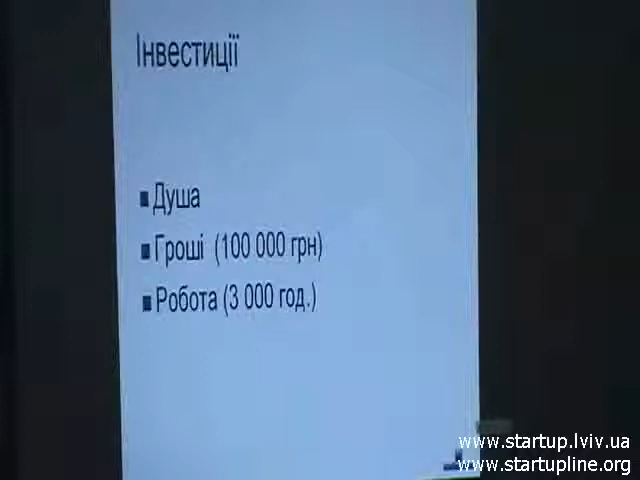 Інвестиції
Душа
Гроші (100 000 грн)
Робота (3 000 год.)
www.startup.lviv.ua
www.startupline.org